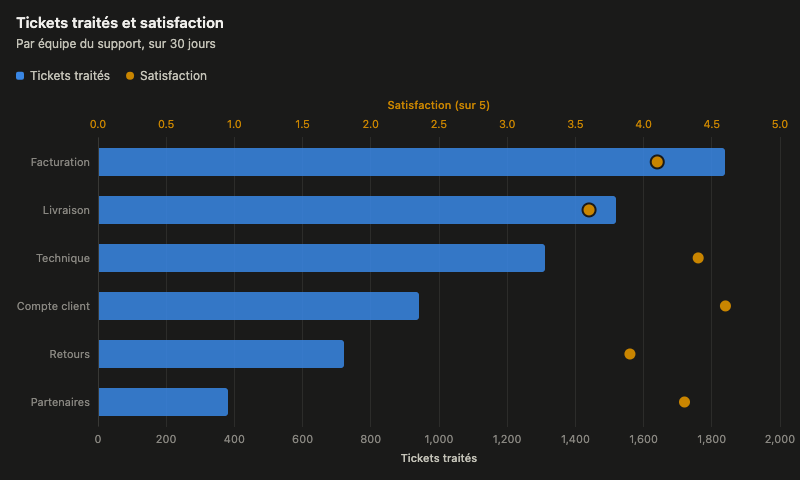 Tickets traités et satisfaction
Par équipe du support, sur 30 jours
Tickets traités
Satisfaction
Satisfaction (sur 5)
0.0 0.5 1.0 1.5 2.0 2.5 3.0 3.5 4.0 4.5 5.0
Facturation
Livraison
Technique
Compte client
Retours
Partenaires
0 200 400 600 800 1,000 1,200 1,400 1,600 1,800 2,000
Tickets traités